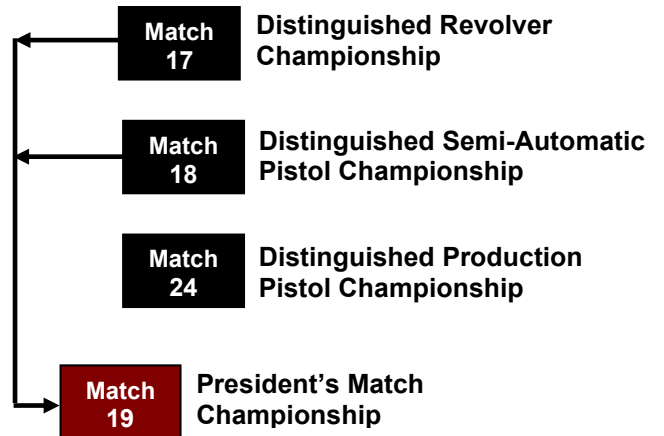 Match
17
Distinguished Revolver
Championship
Match
18
Distinguished Semi-Automatic
Pistol Championship
Match
24
Distinguished Production
Pistol Championship
Match
19
President’s Match
Championship